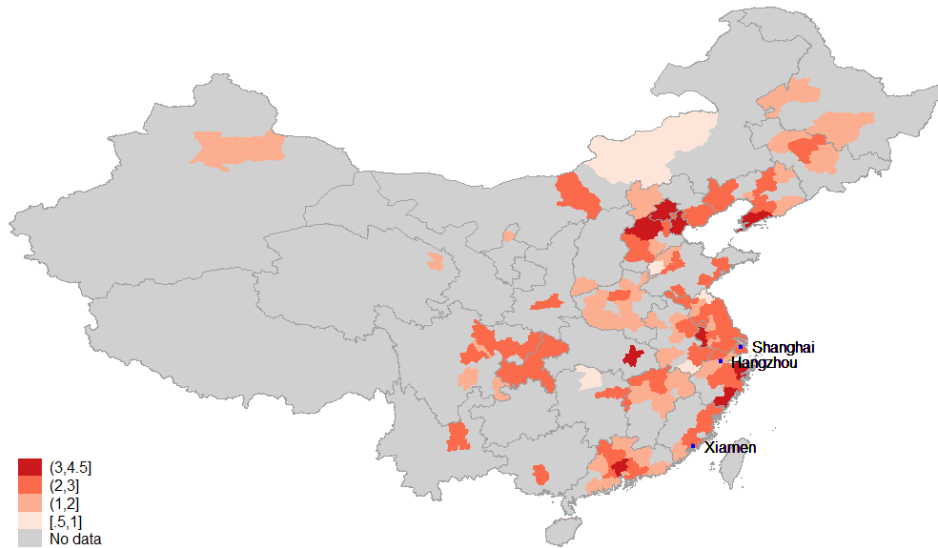 Shanghai
Hangzhou
Xiamen
(3,4.5]
(2,3]
(1,2]
[.5,1]
No data